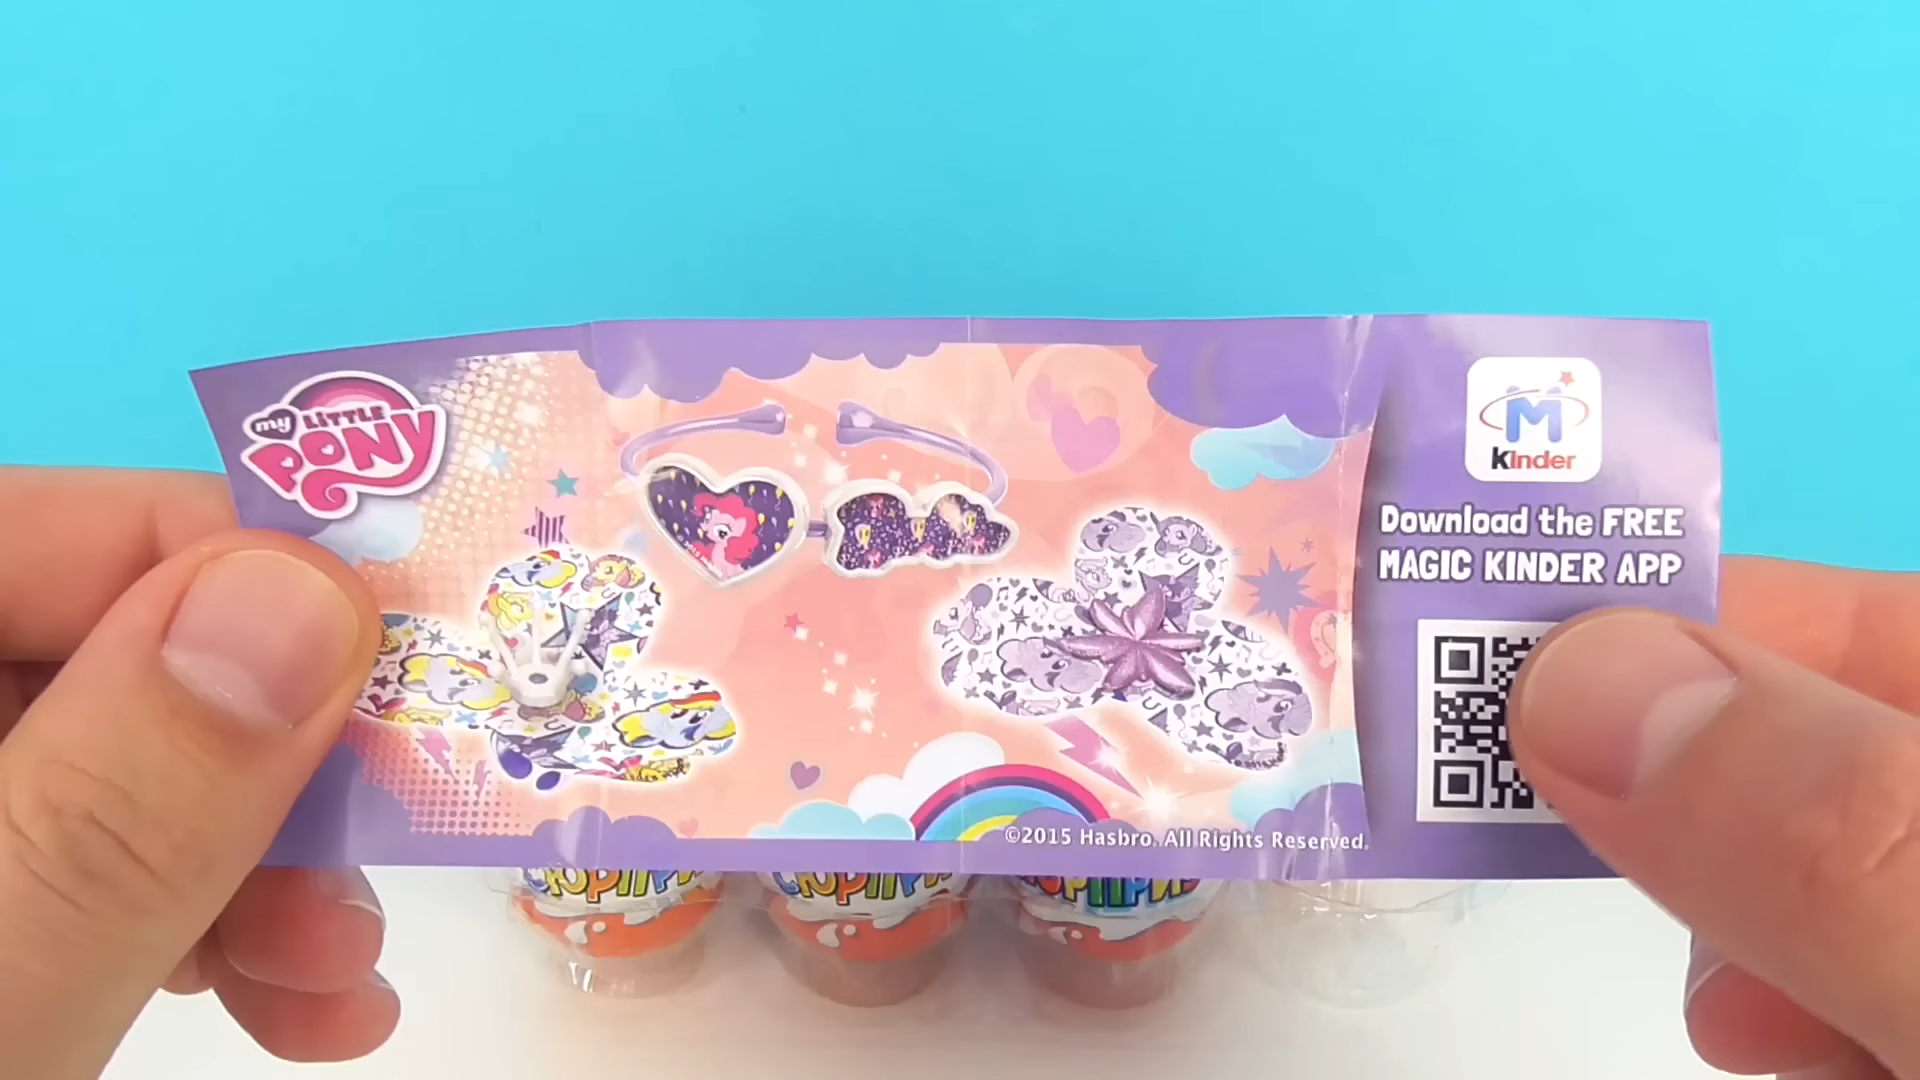 my LITTLE
PONY
M
Kinder
Download the FREE
MAGIC KINDER APP
©2015 Hasbro. All Rights Reserved.